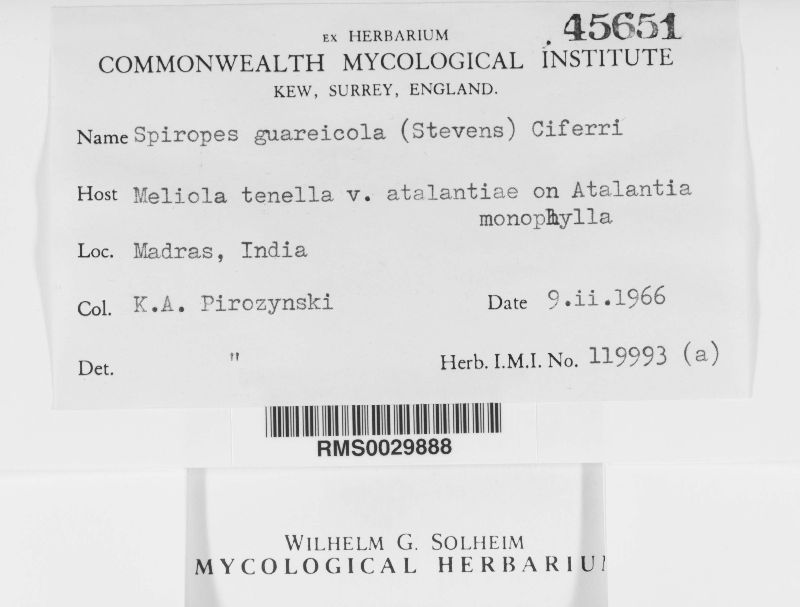 45651
EX HERBARIUM
COMMONWEALTH MYCOLOGICAL INSTITUTE
KEW, SURREY, ENGLAND.
Name Spiropes guareicola (Stevens) Ciferri
Host Meliola tenella v. atalantiae on Atalantia
monophylla
Loc. Madras, India
Col. K.A. Pirozynski Date 9.ii.1966
Det. " Herb. I.M.I. No. 119993 (a)
RMS0029888
WILHELM G. SOLHEIM
MYCOLOGICAL HERBARIUM